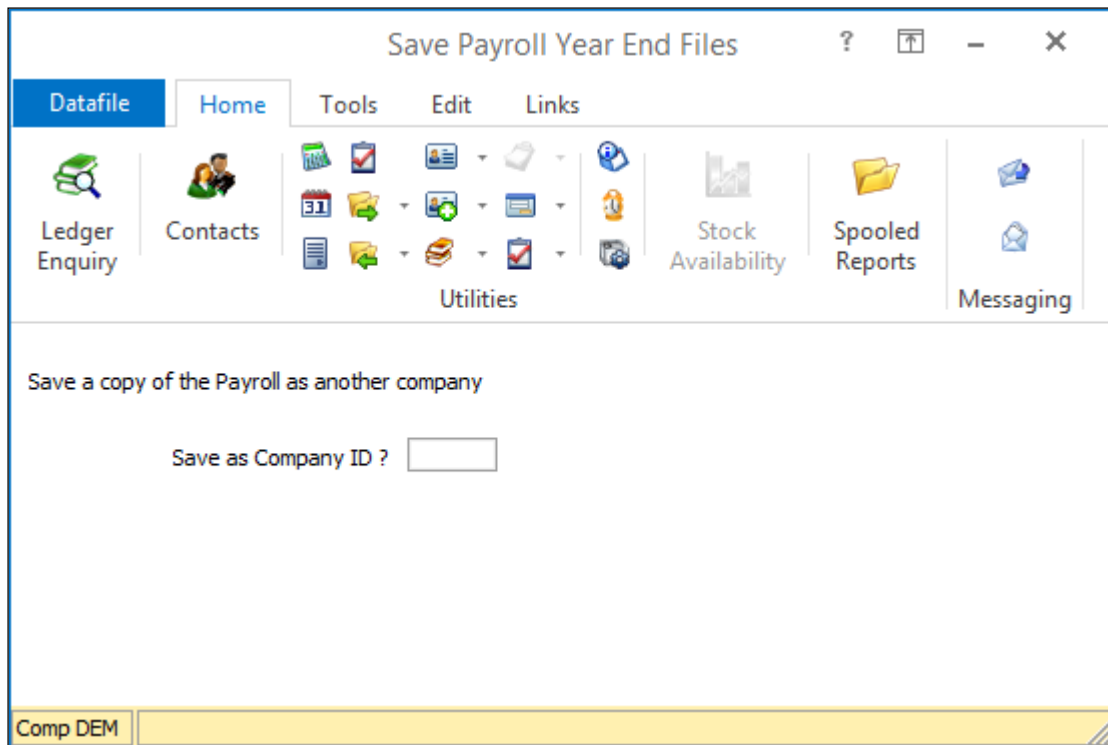 Save Payroll Year End Files
?
Datafile
Home
Tools
Edit
Links
Ledger
Enquiry
Contacts
31
Utilities
Stock
Availability
Spooled
Reports
Messaging
Save a copy of the Payroll as another company
Save as Company ID ?
Comp DEM